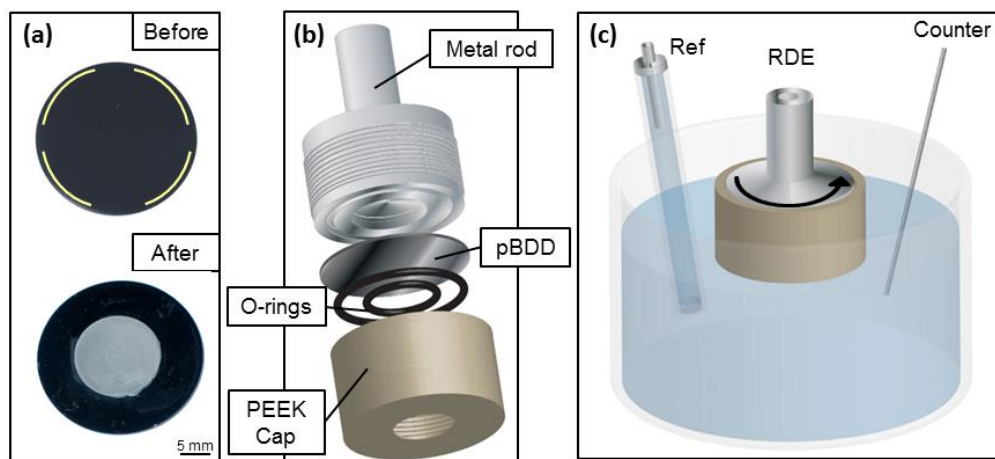 (a)
Before
After
5 mm
(b)
Metal rod
pBDD
O-rings
PEEK
Cap
(c)
Ref
RDE
Counter